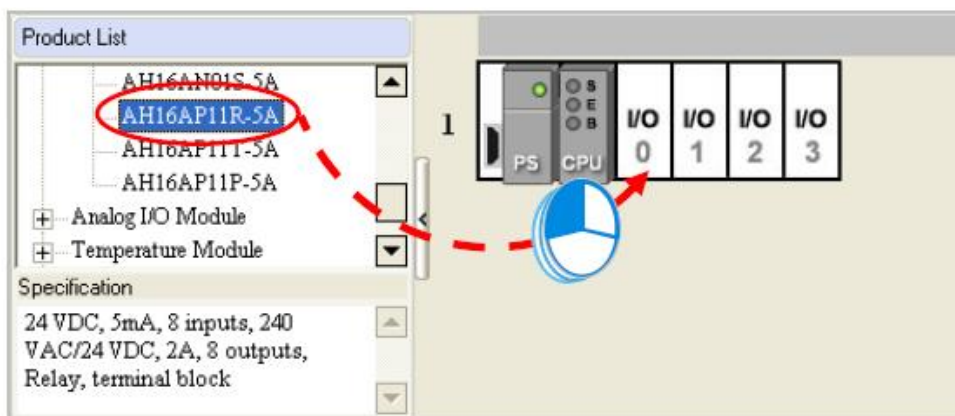 Product List
AH16AN01S-5A
AH16AP11R-5A
AH16AP11T-5A
AH16AP11P-5A
Analog I/O Module
Temperature Module
Specification
24 VDC, 5mA, 8 inputs, 240
VAC/24 VDC, 2A, 8 outputs,
Relay, terminal block
1
PS
CPU
S
E
B
I/O
0
I/O
1
I/O
2
I/O
3